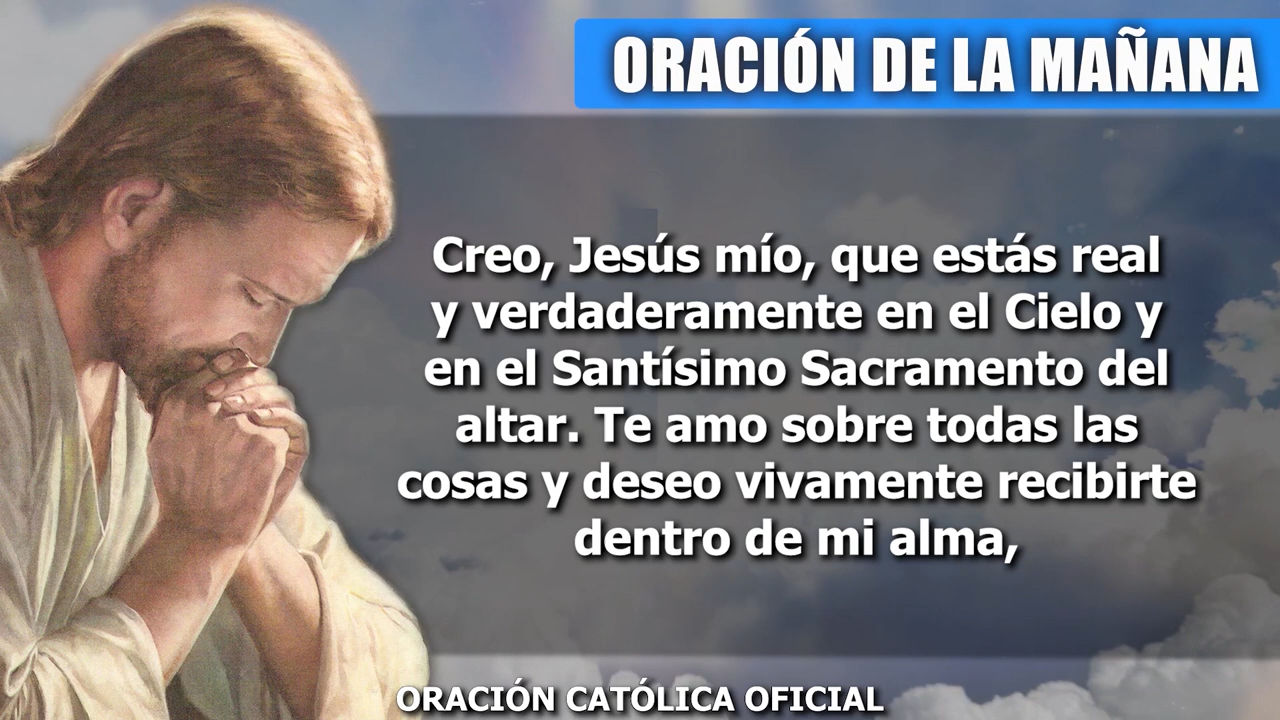 ORACIÓN DE LA MAÑANA
Creo, Jesús mío, que estás real
y verdaderamente en el Cielo y
en el Santísimo Sacramento del
altar. Te amo sobre todas las
cosas y deseo vivamente recibirte
dentro de mi alma,
ORACIÓN CATÓLICA OFICIAL